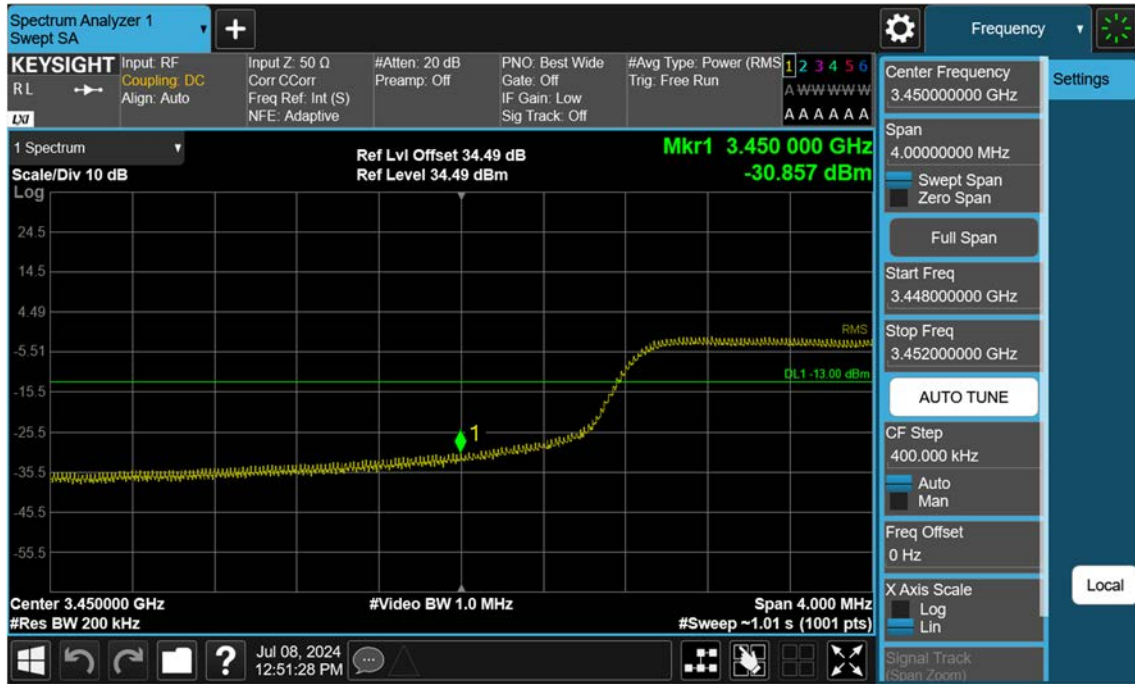 Spectrum Analyzer 1
Swept SA
+
Frequency
KEYSIGHT
RL
LXI
Input: RF
Coupling: DC
Align: Auto
Input Z: 50 Ω
Corr CCorr
Freq Ref: Int (S)
NFE: Adaptive
#Atten: 20 dB
Preamp: Off
PNO: Best Wide
Gate: Off
IF Gain: Low
Sig Track: Off
#Avg Type: Power (RMS
Trig: Free Run
1 2 3 4 5 6
A W W W W W
A A A A A A
1 Spectrum
Scale/Div 10 dB
Ref Lvl Offset 34.49 dB
Ref Level 34.49 dBm
Mkr1 3.450 000 GHz
-30.857 dBm
Log
24.5
14.5
4.49
-5.51
-15.5
-25.5
-35.5
-45.5
-55.5
RMS
DL1 -13.00 dBm
1
Center 3.450000 GHz
#Res BW 200 kHz
#Video BW 1.0 MHz
Span 4.000 MHz
#Sweep ~1.01 s (1001 pts)
Center Frequency
3.450000000 GHz
Span
4.00000000 MHz
Swept Span
Zero Span
Full Span
Start Freq
3.448000000 GHz
Stop Freq
3.452000000 GHz
AUTO TUNE
CF Step
400.000 kHz
Auto
Man
Freq Offset
0 Hz
X Axis Scale
Log
Lin
Signal Track
(Span Zoom)
Settings
Local
?
Jul 08, 2024
12:51:28 PM